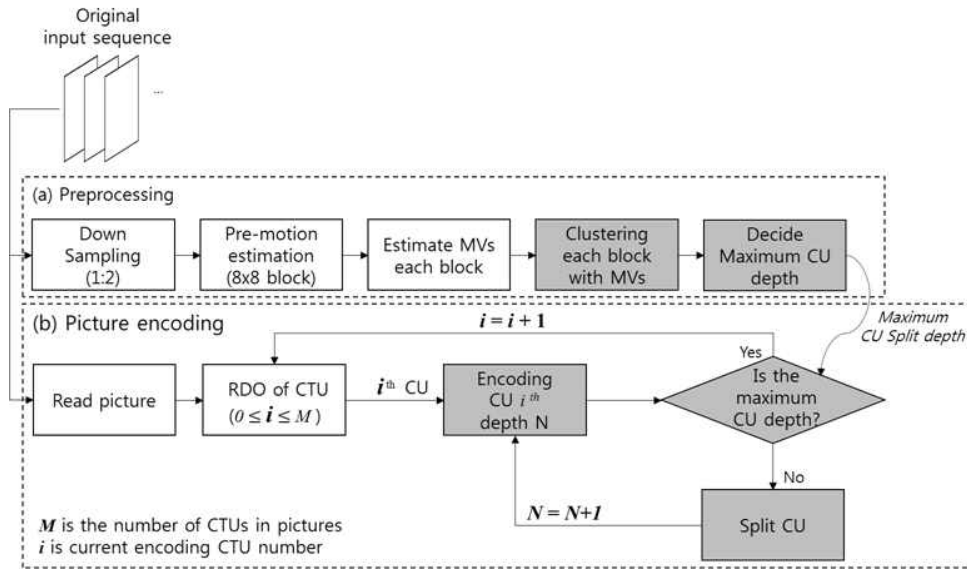 Original
input sequence
...
(a) Preprocessing
Down
Sampling
(1:2)
Pre-motion
estimation
(8x8 block)
Estimate MVs
each block
Clustering
each block
with MVs
Decide
Maximum CU
depth
Maximum
CU Split depth
(b) Picture encoding
i = i + 1
Yes
Read picture
RDO of CTU
(0 ≤ i ≤ M )
ith CU
Encoding
CU i th
depth N
Is the
maximum
CU depth?
No
N = N+1
Split CU
M is the number of CTUs in pictures
i is current encoding CTU number